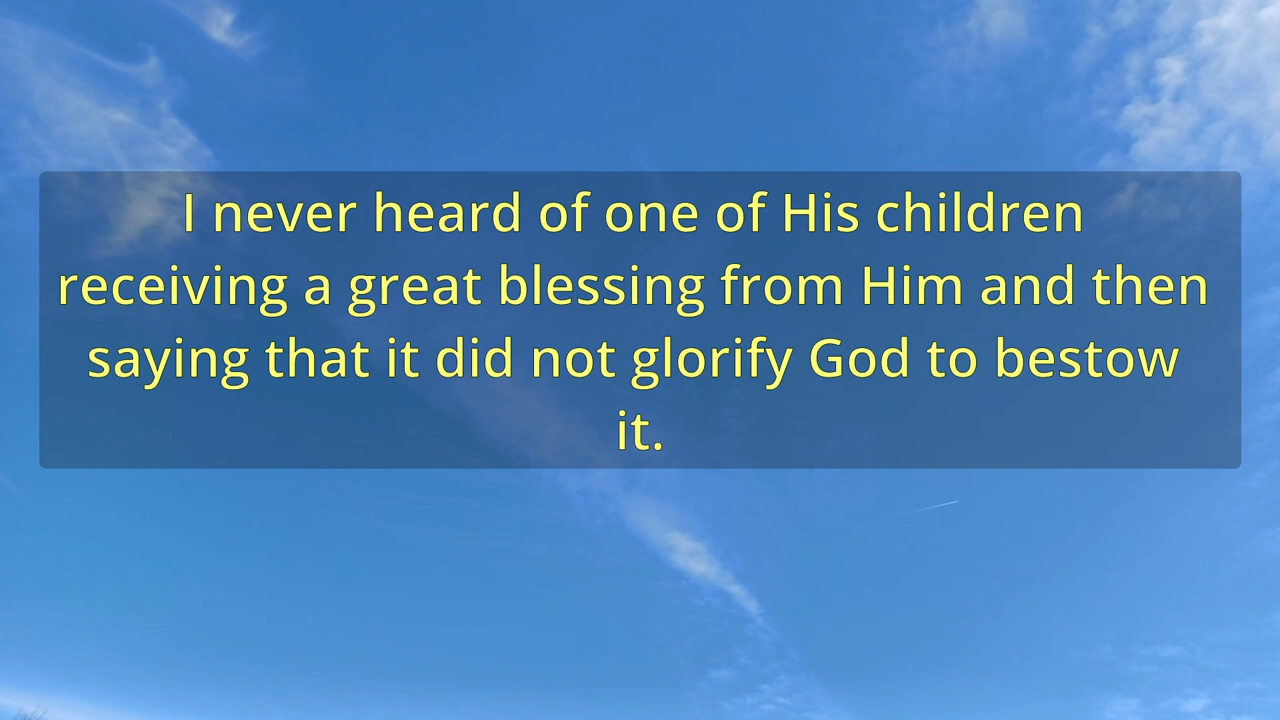 I never heard of one of His children
receiving a great blessing from Him and then
saying that it did not glorify God to bestow
it.